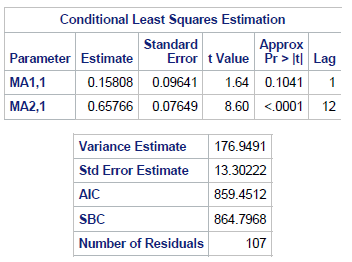 Conditional Least Squares Estimation
Parameter Estimate Standard Error t Value Approx Pr > |t| Lag
MA1,1 0.15808 0.09641 1.64 0.1041 1
MA2,1 0.65766 0.07649 8.60 <.0001 12
Variance Estimate 176.9491
Std Error Estimate 13.30222
AIC 859.4512
SBC 864.7968
Number of Residuals 107